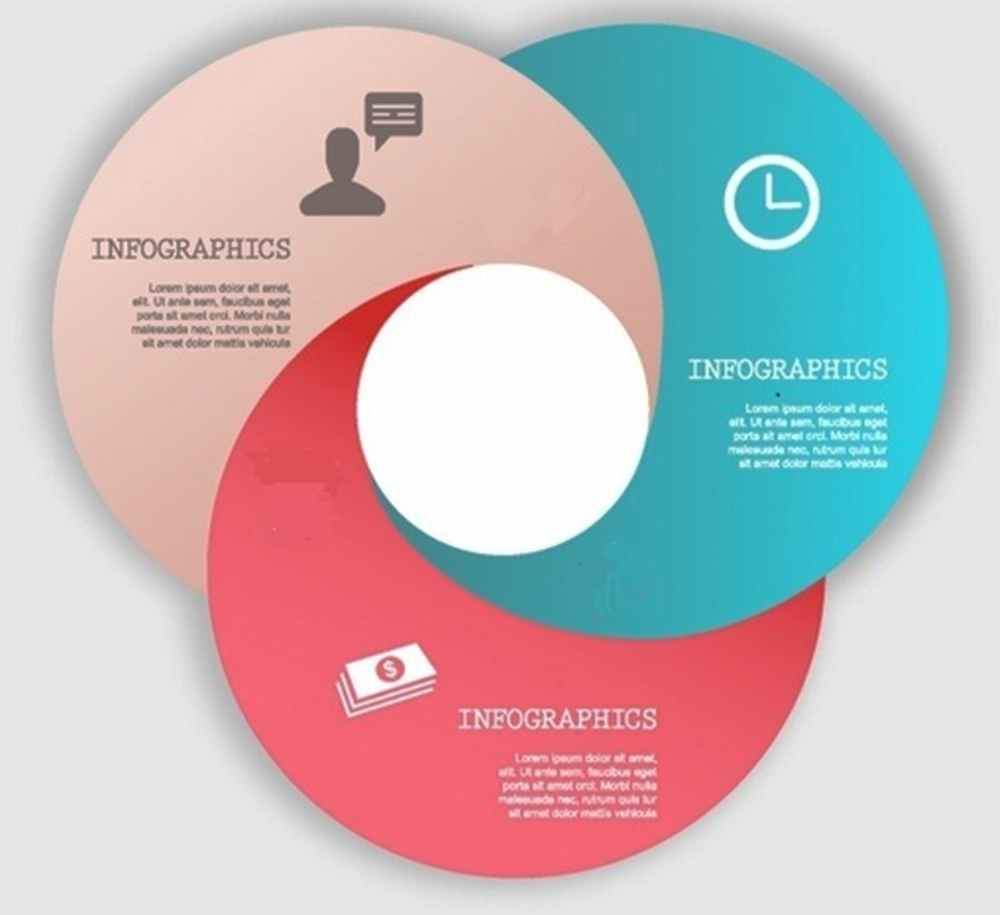 INFOGRAPHICS
Lorem ipsum dolor sit amet,
elit. Ut ante sem, faucibus eget
porta sit amet orci. Morbi nulla
malesuada nec, rutrum quis tur
sit amet dolor mattis vehicula
INFOGRAPHICS
Lorem ipsum dolor sit amet,
elit. Ut ante sem, faucibus eget
porta sit amet orci. Morbi nulla
malesuada nec, rutrum quis tur
sit amet dolor mattis vehicula
$
INFOGRAPHICS
Lorem ipsum dolor sit amet,
elit. Ut ante sem, faucibus eget
porta sit amet orci. Morbi nulla
malesuada nec, rutrum quis tur
sit amet dolor mattis vehicula